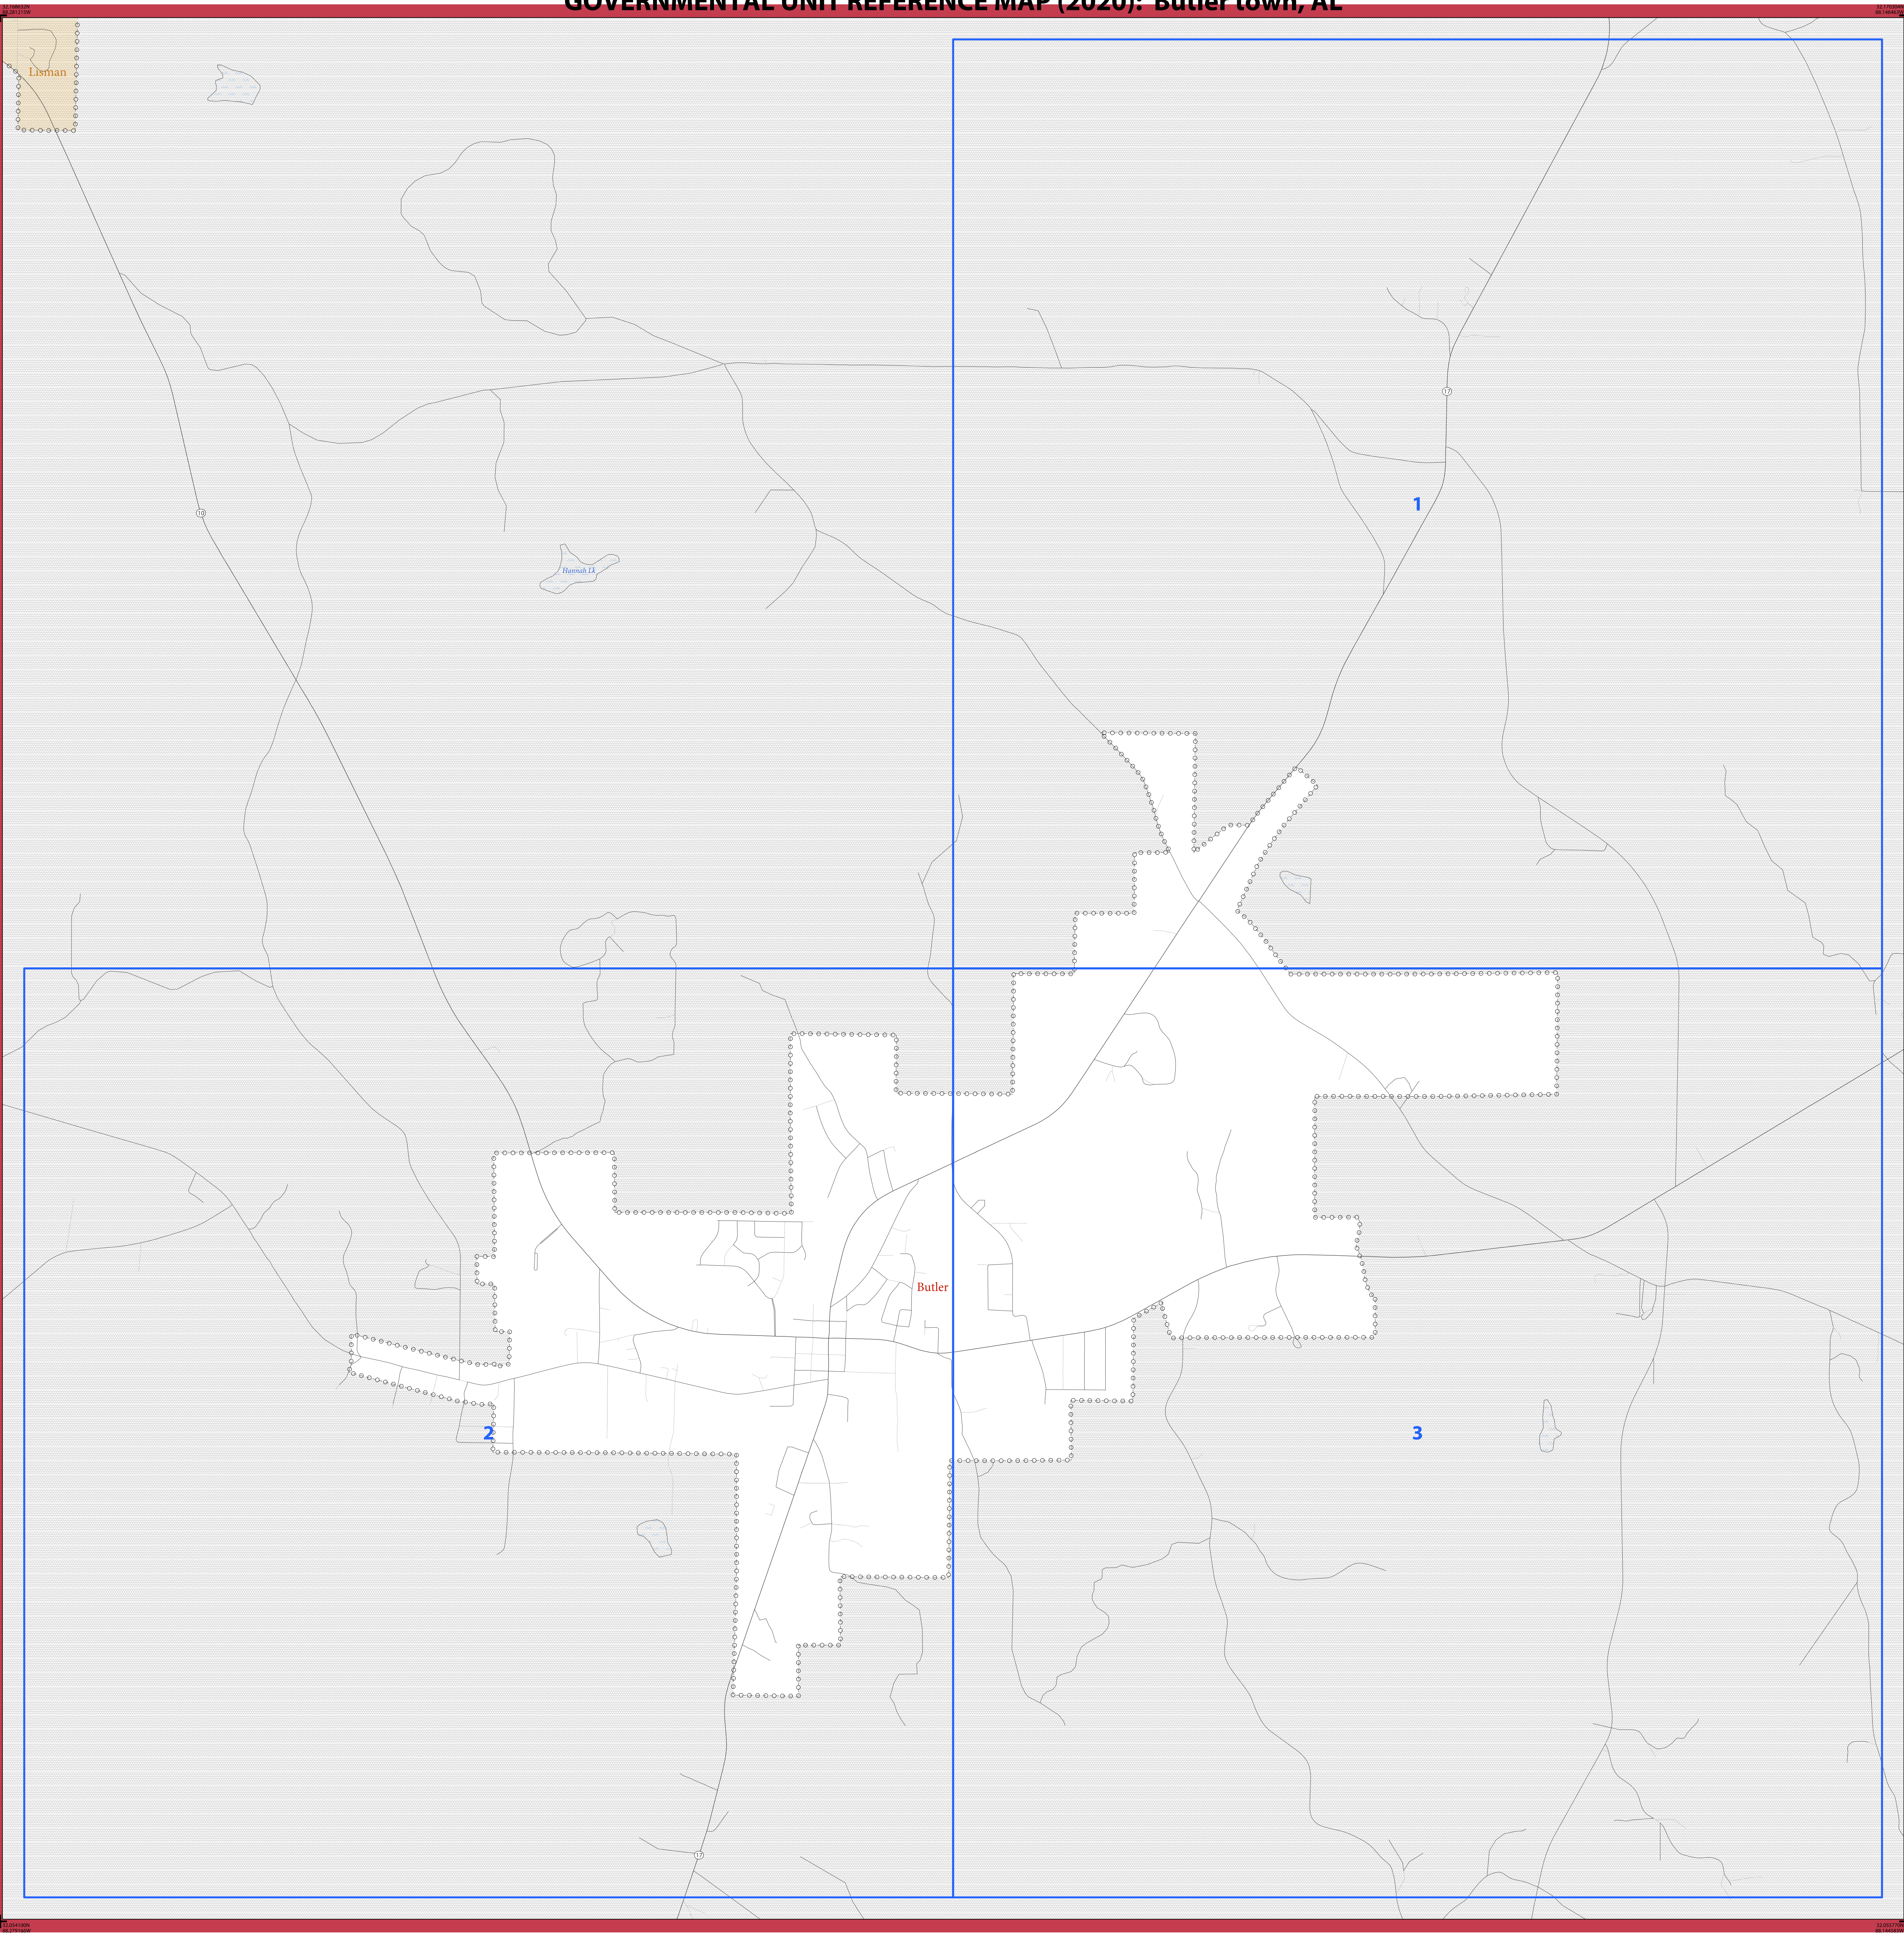 GOVERNMENTAL UNIT REFERENCE MAP (2020): Butler town, AL
Lisman
17
1
10
Hannah Lk
Butler
2
3
17